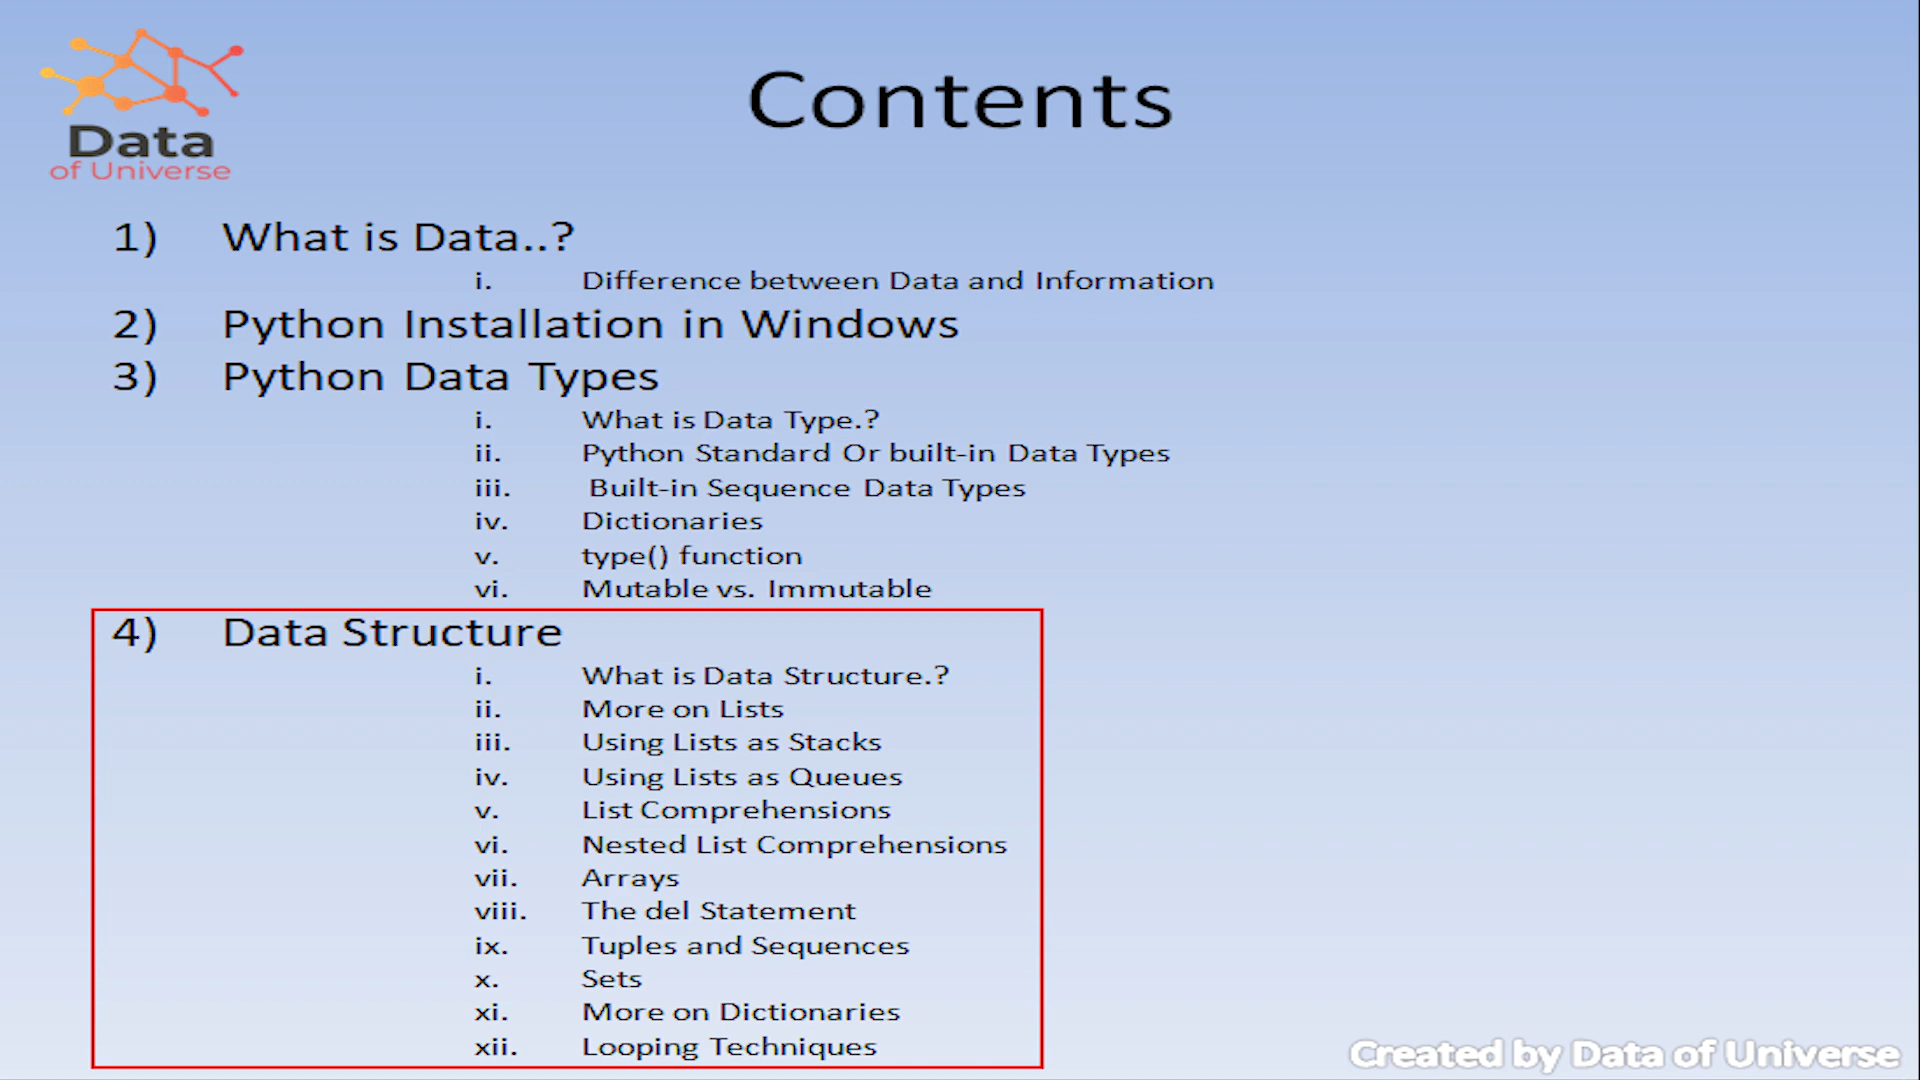 Data
of Universe
Contents
1) What is Data..?
i. Difference between Data and Information
2) Python Installation in Windows
3) Python Data Types
i. What is Data Type.?
ii. Python Standard Or built-in Data Types
iii. Built-in Sequence Data Types
iv. Dictionaries
v. type() function
vi. Mutable vs. Immutable
4) Data Structure
i. What is Data Structure.?
ii. More on Lists
iii. Using Lists as Stacks
iv. Using Lists as Queues
v. List Comprehensions
vi. Nested List Comprehensions
vii. Arrays
viii. The del Statement
ix. Tuples and Sequences
x. Sets
xi. More on Dictionaries
xii. Looping Techniques
Created by Data of Universe